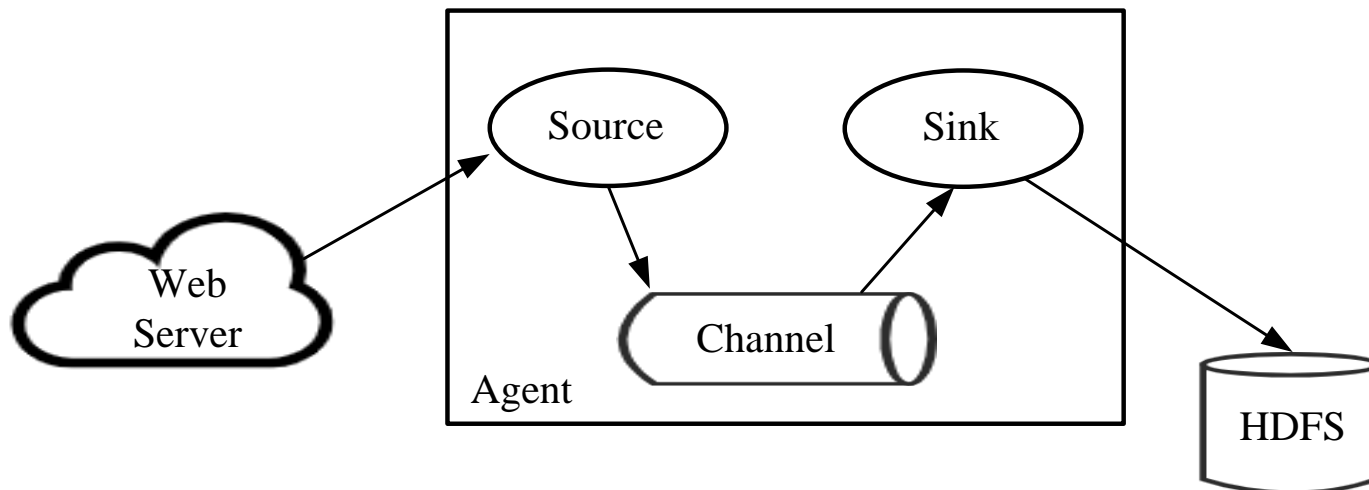 Source
Sink
Web
Server
Channel
Agent
HDFS